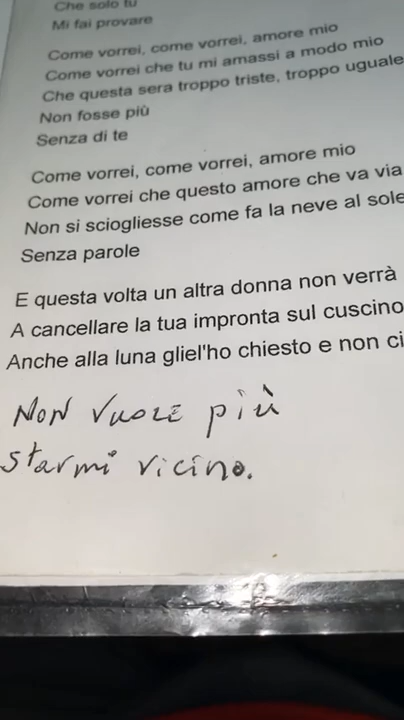 Che solo tu
Mi fai provare
Come vorrei, come vorrei, amore mio
Come vorrei che tu mi amassi a modo mio
Che questa sera troppo triste, troppo uguale
Non fosse più
Senza di te
Come vorrei, come vorrei, amore mio
Come vorrei che questo amore che va via
Non si sciogliesse come fa la neve al sole
Senza parole
E questa volta un altra donna non verrà
A cancellare la tua impronta sul cuscino
Anche alla luna gliel'ho chiesto e non ci
NON VUOLE più
starmi vicino.